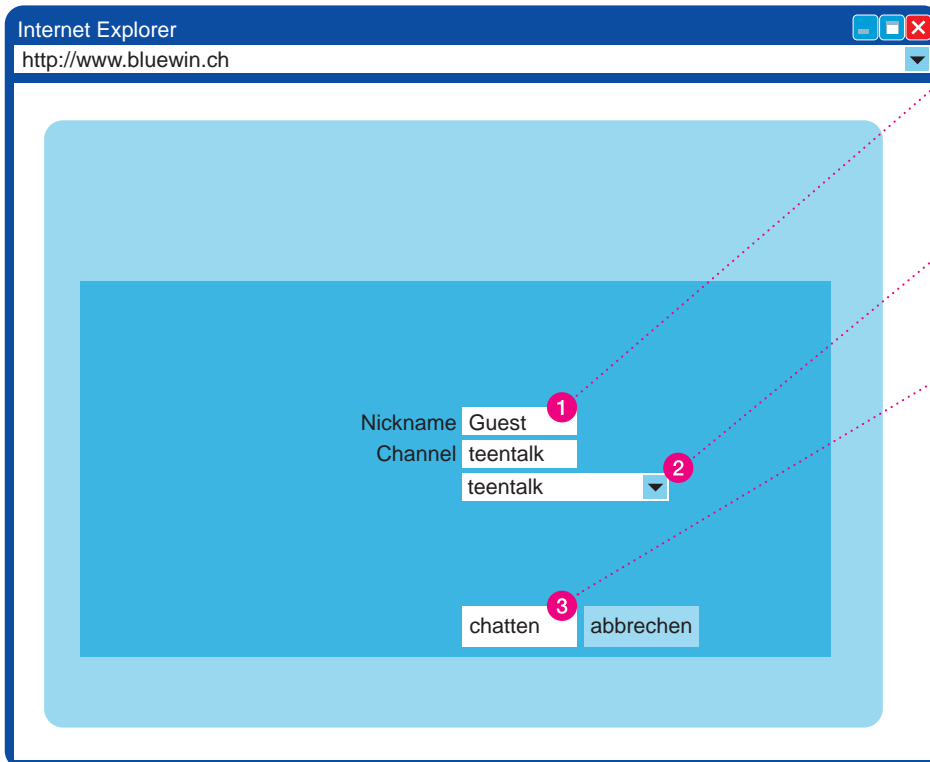 Internet Explorer
http://www.bluewin.ch
1
Nickname Guest
Channel teentalk
2
teentalk
3
chatten abbrechen